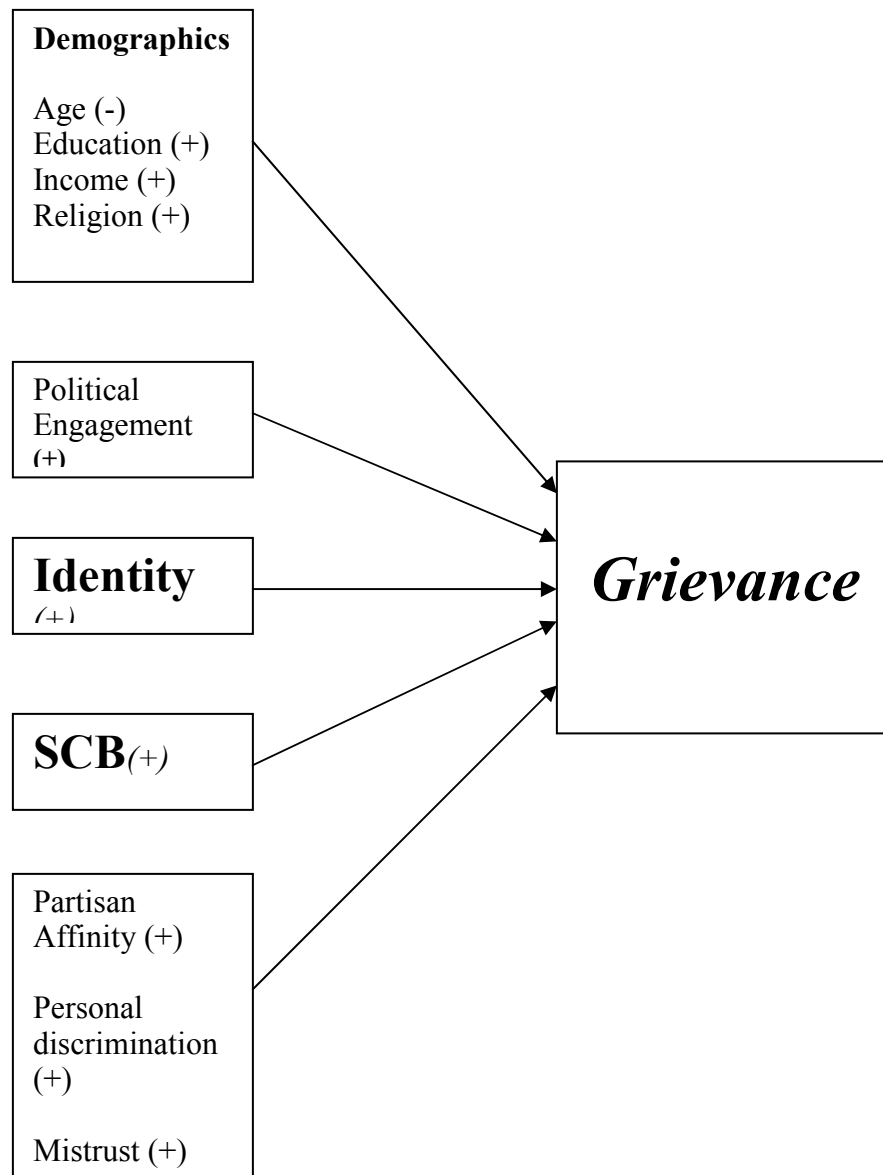 Demographics
Age (-)
Education (+)
Income (+)
Religion (+)
Political
Engagement
(+)
Identity
(+)
SCB(+)
Partisan
Affinity (+)
Personal
discrimination
(+)
Mistrust (+)
Grievance